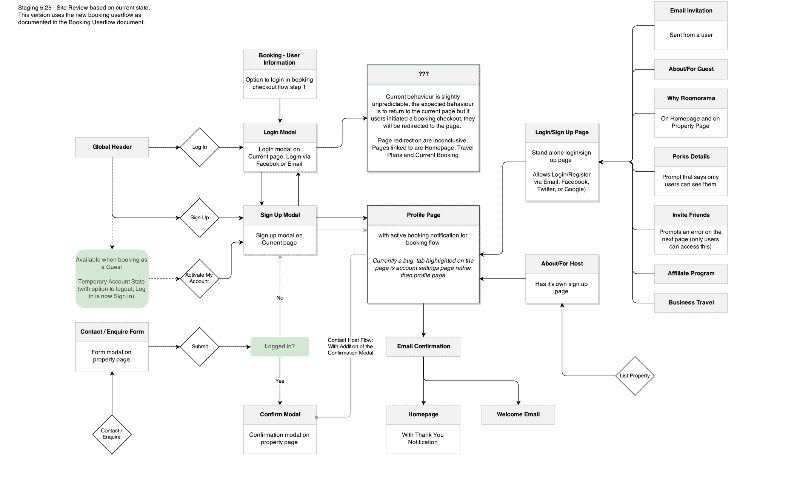 Staging 5.25 - Site Review based on current state.
This version uses the new booking userflow as
documented in the Booking Userflow document.
Email Invitation
Sent from a user
Booking - User
Information
Option to login in booking
checkout flow step 1
???
Current behaviour is slightly
unpredictable, the expected behaviour
is to return to the current page but if
users initiated a booking checkout, they
will be redirected to the page.
Page redirection are inconclusive.
Pages linked to are Homepage, Travel
Plans and Current Booking
About/For Guest
Why Roomorama
On Homepage and on
Property Page
Global Header
Log In
Login Modal
Login modal on
Current page. Login via
Facebok or Email
Login/Sign Up Page
Stand alone login/sign
up page
Allows Login/Register
via Email, Facebook,
Twitter, or Google)
Perks Details
Prompt that says only
users can see them
Sign Up
Sign Up Modal
Sign up modal on
Current page
Profile Page
with active booking notification for
booking flow
Currently a bug, tab highlighted on
the page is account settings page rather
than profile page.
Invite Friends
Prompts an error on the
next page (only users
can access this)
Available when booking as
a Guest
Temporary Account State
(with option to logout; Log
in is now Sign in)
Activate My
Account
About/For Host
Has it's own sign up
page
Affiliate Program
Business Travel
No
Contact / Enquire Form
Form modal on
property page
Submit
Logged in?
Contact Host Flow:
With Addition of the
Confirmation Modal
Email Confirmation
List Property
Yes
Contact /
Enquire
Confirm Modal
Confirmation modal on
property page
Homepage
With Thank You
Notification
Welcome Email